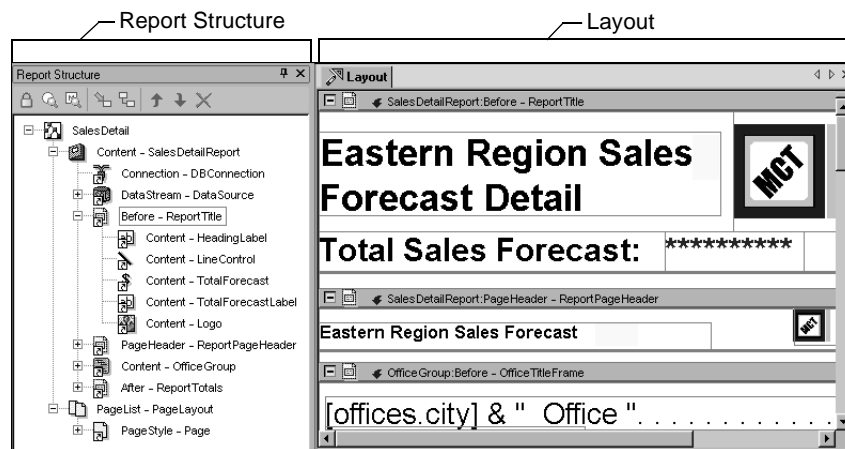 Report Structure
Layout
Report Structure
Layout
SalesDetail
Content - SalesDetailReport
Connection - DBConnection
DataStream - DataSource
Before - ReportTitle
Content - HeadingLabel
Content - LineControl
Content - TotalForecast
Content - TotalForecastLabel
Content - Logo
PageHeader - ReportPageHeader
Content - OfficeGroup
After - ReportTotals
PageList - PageLayout
PageStyle - Page
SalesDetailReport:Before - ReportTitle
Eastern Region Sales
Forecast Detail
MCT
Total Sales Forecast: **********
SalesDetailReport:PageHeader - ReportPageHeader
Eastern Region Sales Forecast
MCT
OfficeGroup:Before - OfficeTitleFrame
[offices.city] & " Office ". . . . . . . . . . . .